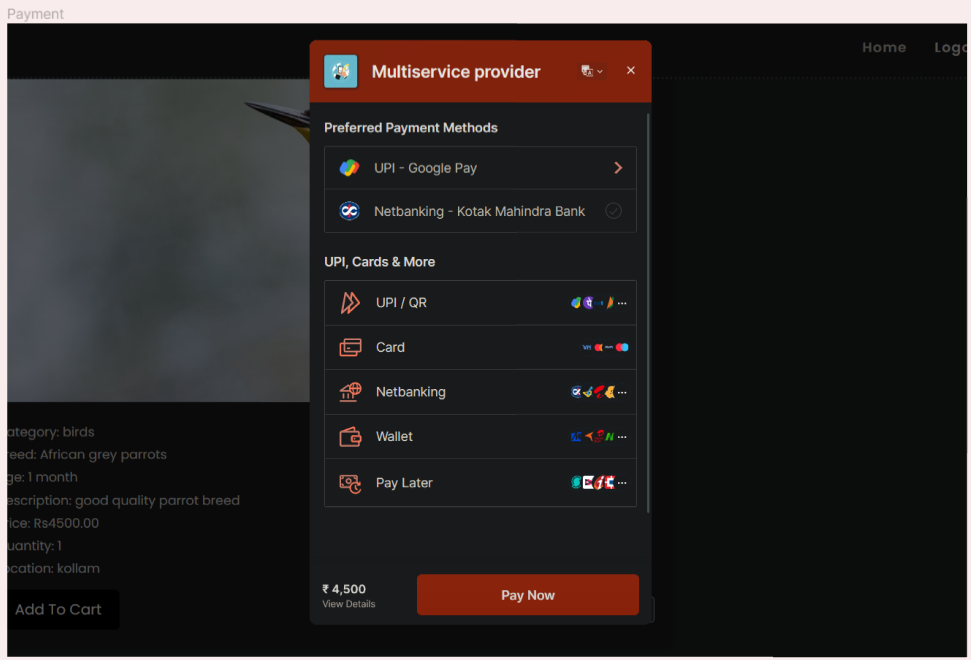 Payment
Home
Logo
Multiservice provider
Preferred Payment Methods
UPI - Google Pay
Netbanking - Kotak Mahindra Bank
UPI, Cards & More
UPI / QR
Card
Netbanking
Wallet
Pay Later
ategory: birds
reed: African grey parrots
ge: 1 month
escription: good quality parrot breed
rice: Rs4500.00
uantity: 1
ocation: kollam
Add To Cart
₹ 4,500
View Details
Pay Now